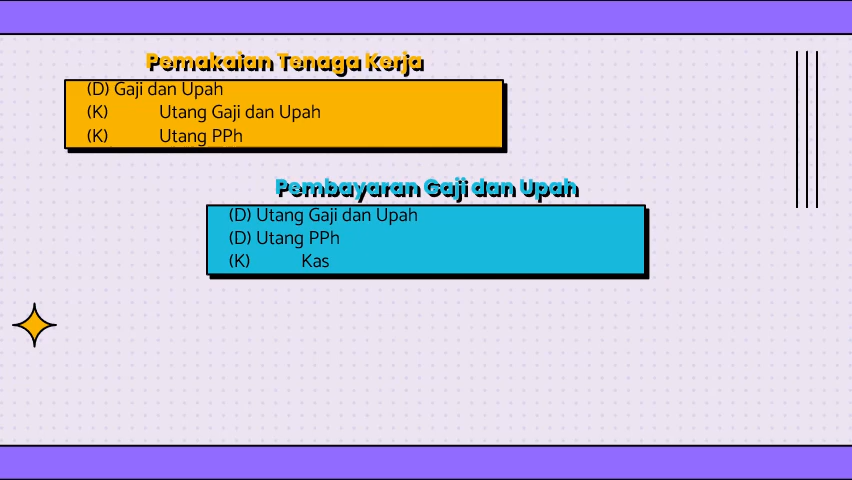 Pemakaian Tenaga Kerja
(D) Gaji dan Upah
(K) Utang Gaji dan Upah
(K) Utang PPh
Pembayaran Gaji dan Upah
(D) Utang Gaji dan Upah
(D) Utang PPh
(K) Kas